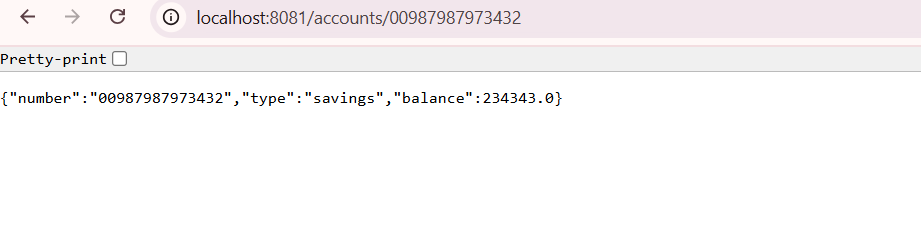 localhost:8081/accounts/00987987973432
Pretty-print
{"number":"00987987973432","type":"savings","balance":234343.0}